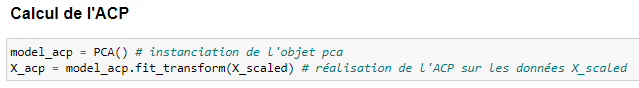 Calcul de l'ACP
model_acp = PCA() # instanciation de l'objet pca
X_acp = model_acp.fit_transform(X_scaled) # réalisation de l'ACP sur les données X_scaled